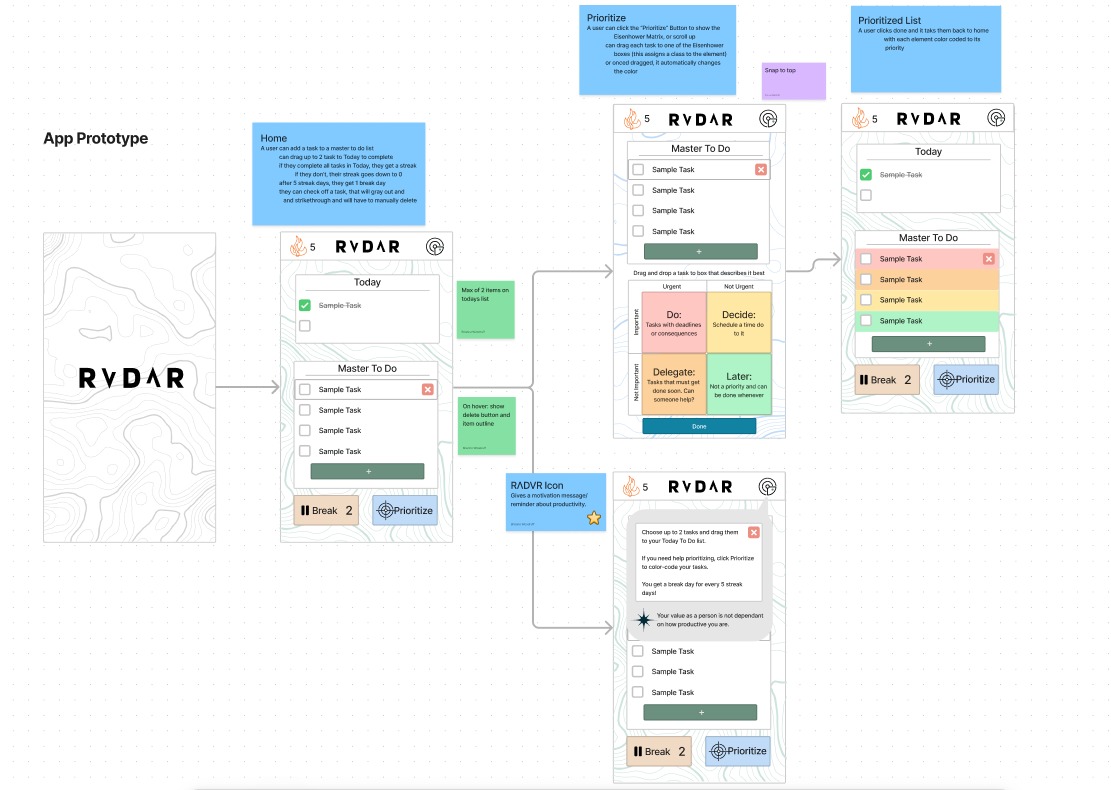 App Prototype
Home
A user can add a task to a master to do list
can drag up to 2 task to Today to complete
if they complete all tasks in Today, they get a streak
if they don't, their streak goes down to 0
after 5 streak days, they get 1 break day
they can check off a task, that will gray out and
and strikethrough and will have to manually delete
Prioritize
A user can click the "Prioritize" Button to show the
Eisenhower Matrix, or scroll up
can drag each task to one of the Eisenhower
boxes (this assigns a class to the element)
or onced dragged, it automatically changes
the color
Snap to top
Prioritized List
A user clicks done and it taks them back to home
with each element color coded to its
priority
RVDAR
5
RVDAR
Today
Sample Task
Master To Do
Sample Task
Sample Task
Sample Task
Sample Task
+
Break 2
Prioritize
Max of 2 items on
todays list
On hover: show
delete button and
item outline
RΛDVR Icon
Gives a motivation message/
reminder about productivity.
5
RVDAR
Master To Do
Sample Task
Sample Task
Sample Task
Sample Task
+
Drag and drop a task to box that describes it best
Urgent
Not Urgent
Important
Do:
Tasks with deadlines
or consequences
Decide:
Schedule a time do
to it
Not Important
Delegate:
Tasks that must get
done soon. Can
someone help?
Later:
Not a priority and can
be done whenever
Done
5
RVDAR
Today
Sample Task
Master To Do
Sample Task
Sample Task
Sample Task
Sample Task
+
Break 2
Prioritize
5
RVDAR
Choose up to 2 tasks and drag them
to your Today To Do list.
If you need help prioritizing, click Prioritize
to color-code your tasks.
You get a break day for every 5 streak
days!
Your value as a person is not dependant
on how productive you are.
Sample Task
Sample Task
Sample Task
+
Break 2
Prioritize